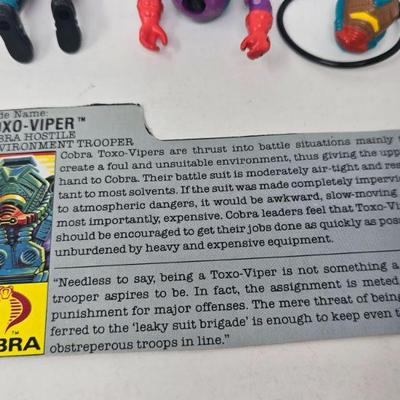 de Name:
OXO-VIPER™
BRA HOSTILE
VIRONMENT TROOPER
Cobra Toxo-Vipers are thrust into battle situations mainly
create a foul and unsuitable environment, thus giving the upp
hand to Cobra. Their battle suit is moderately air-tight and res
tant to most solvents. If the suit was made completely impervi
to atmospheric dangers, it would be awkward, slow-moving
most importantly, expensive. Cobra leaders feel that Toxo-Vi
should be encouraged to get their jobs done as quickly as pos
unburdened by heavy and expensive equipment.
"Needless to say, being a Toxo-Viper is not something a
trooper aspires to be. In fact, the assignment is meted
punishment for major offenses. The mere threat of being
ferred to the 'leaky suit brigade' is enough to keep even t
obstreperous troops in line."
BRA